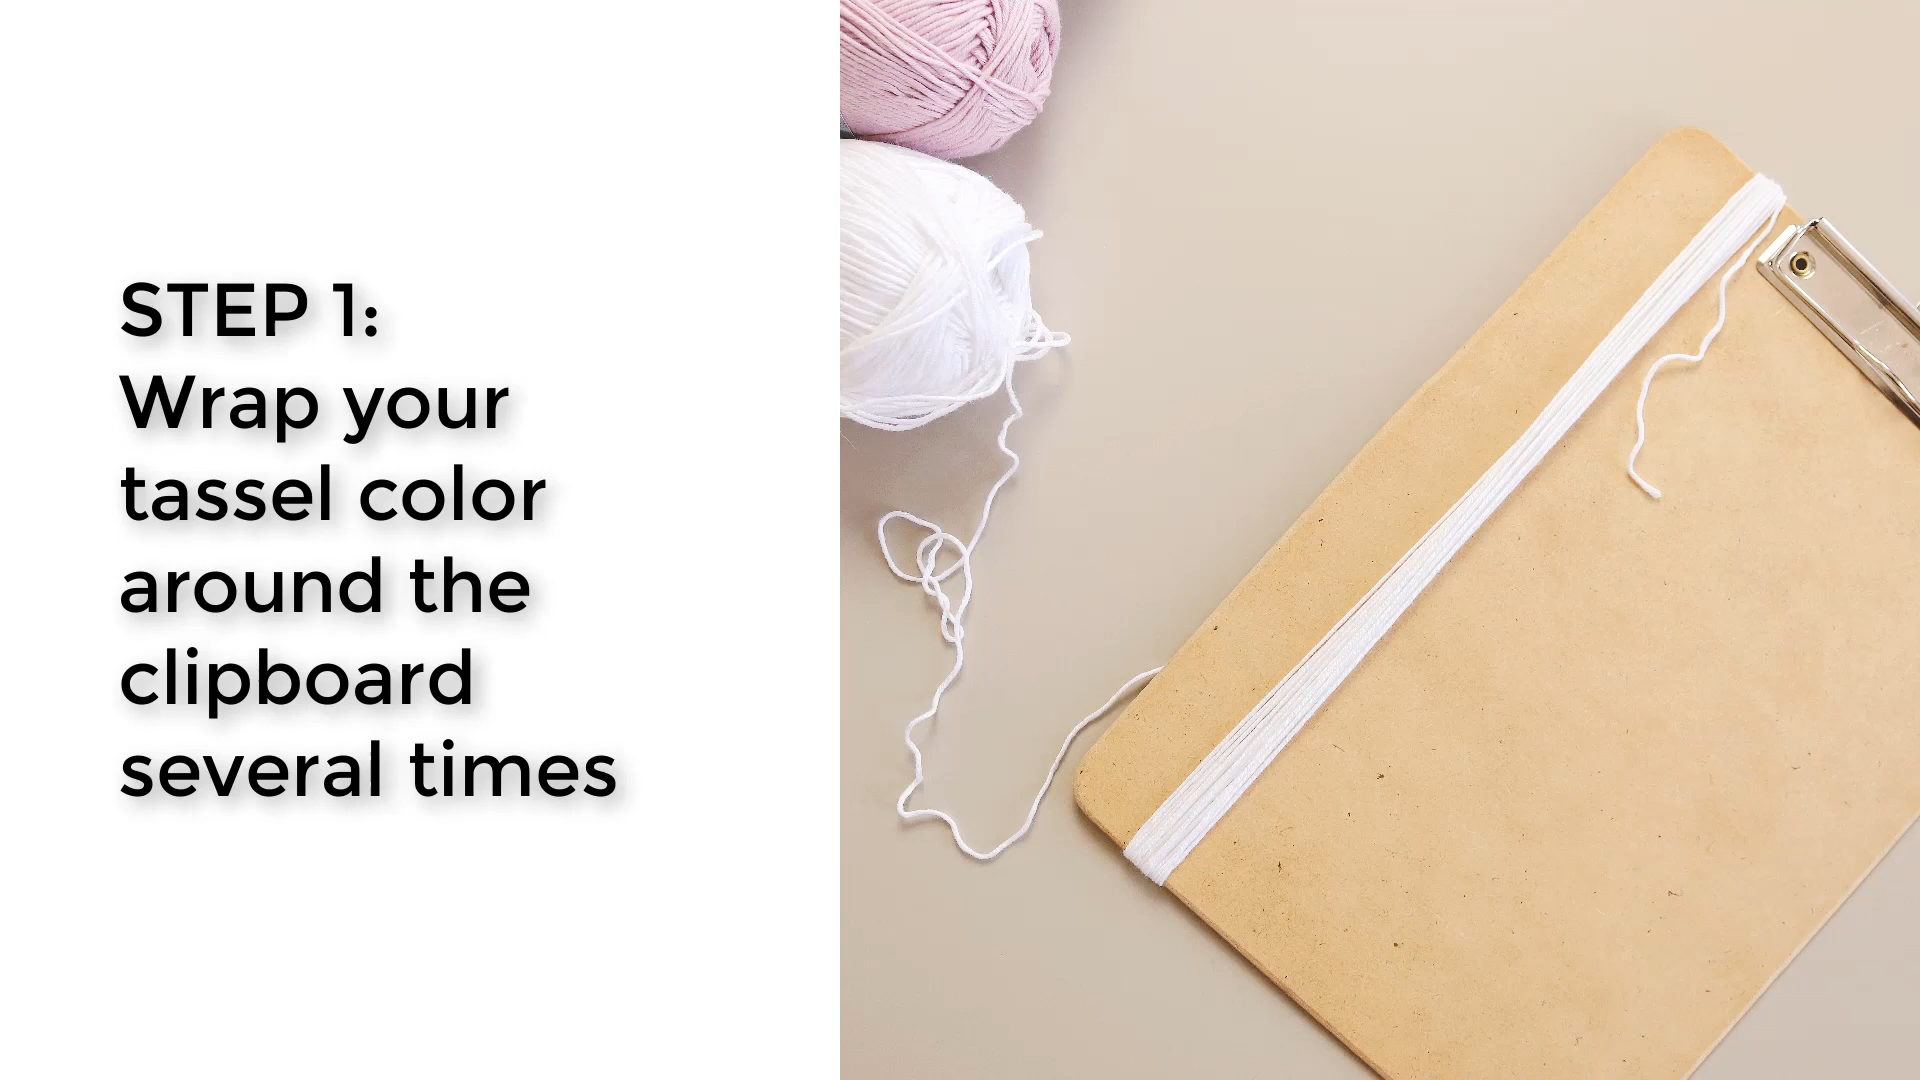 STEP 1:
Wrap your
tassel color
around the
clipboard
several times